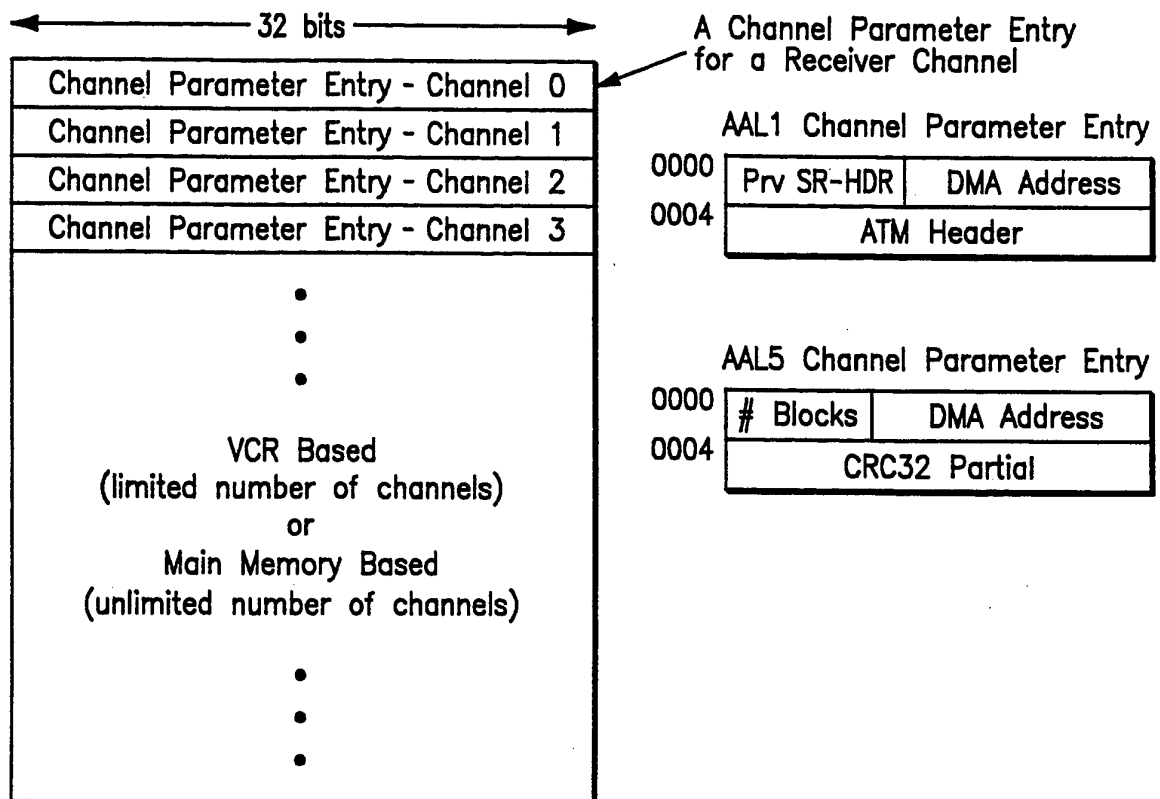 32 bits
Channel Parameter Entry - Channel 0
Channel Parameter Entry - Channel 1
Channel Parameter Entry - Channel 2
Channel Parameter Entry - Channel 3
VCR Based
(limited number of channels)
or
Main Memory Based
(unlimited number of channels)
A Channel Parameter Entry
for a Receiver Channel
AAL1 Channel Parameter Entry
0000 Prv SR-HDR DMA Address
0004 ATM Header
AAL5 Channel Parameter Entry
0000 # Blocks DMA Address
0004 CRC32 Partial